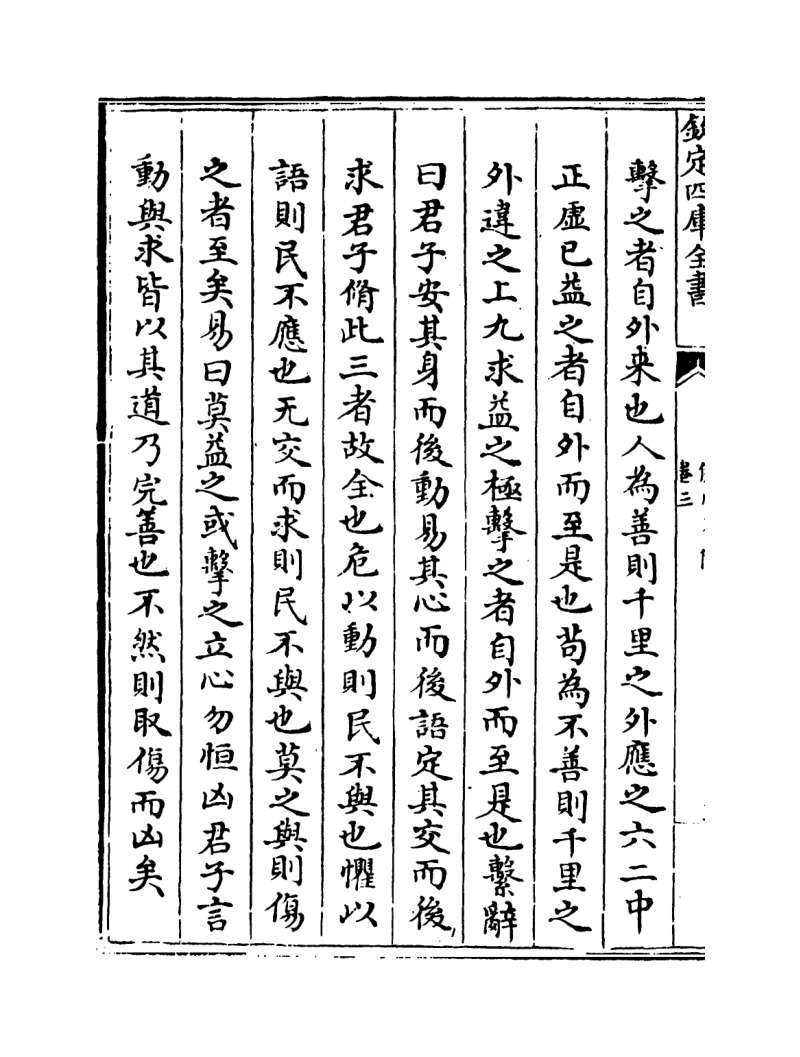 欽定四庫全書
卷三
擊之者自外来也人為善則千里之外應之六二中
正虛已益之者自外而至是也茍為不善則千里之
外違之上九求益之極擊之者自外而至是也繫辭
曰君子安其身而後動易其心而後語定其交而後
求君子脩此三者故全也危以動則民不與也懼以
語則民不應也无交而求則民不與也莫之與則傷
之者至矣易曰莫益之或擊之立心勿恒凶君子言
動與求皆以其道乃完善也不然則取傷而凶矣